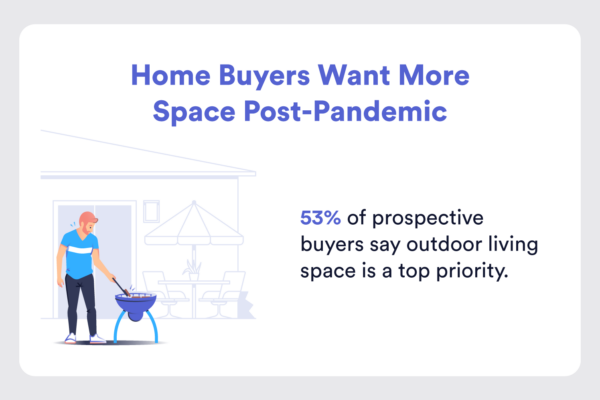 Home Buyers Want More
Space Post-Pandemic
53% of prospective
buyers say outdoor living
space is a top priority.